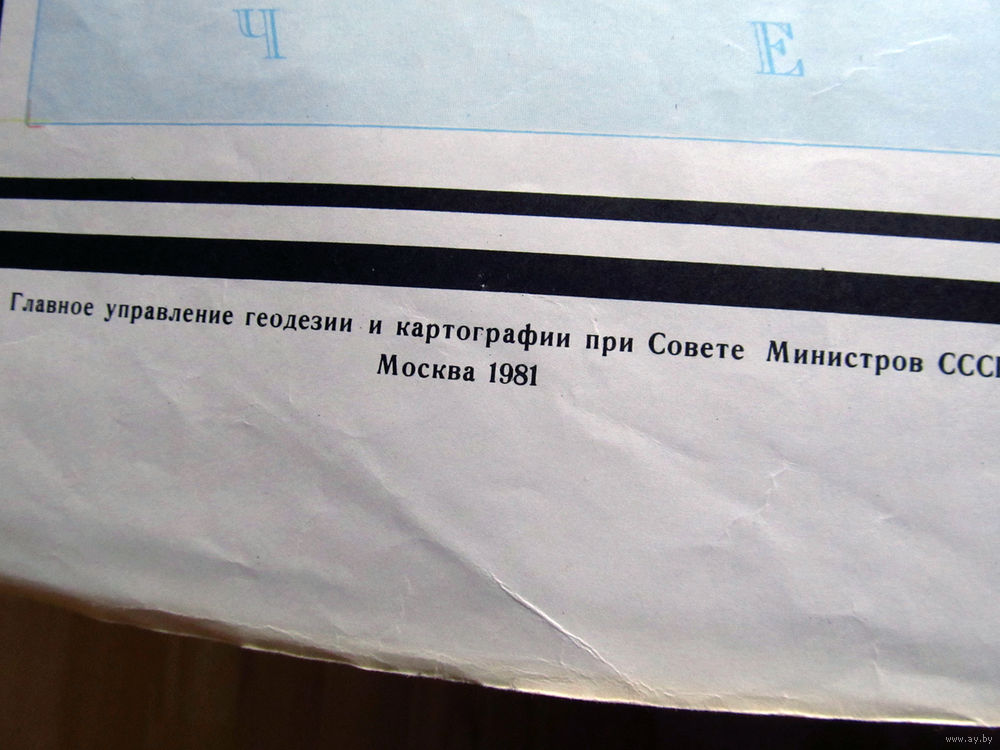 Ч Е
Главное управление геодезии и картографии при Совете Министров СССР
Москва 1981
www.ay.by